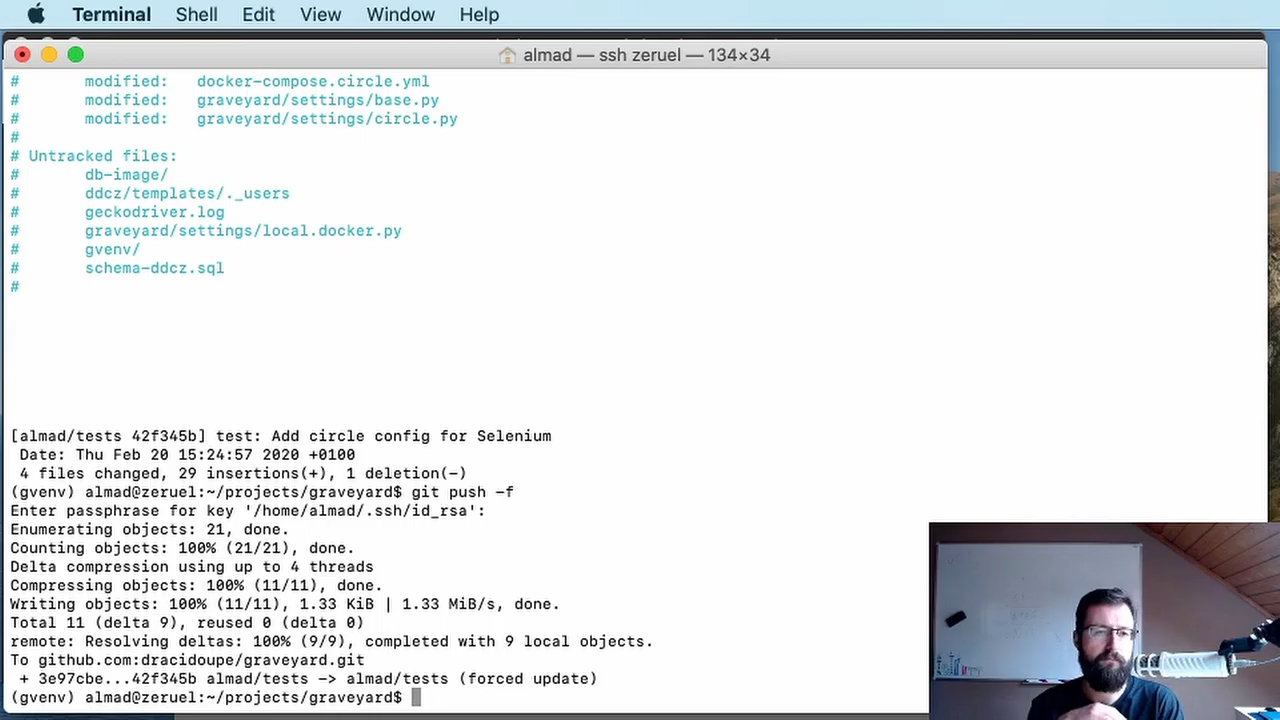 Terminal Shell Edit View Window Help
almad — ssh zeruel — 134×34
#       modified:   docker-compose.circle.yml
#       modified:   graveyard/settings/base.py
#       modified:   graveyard/settings/circle.py
#
# Untracked files:
#       db-image/
#       ddcz/templates/._users
#       geckodriver.log
#       graveyard/settings/local.docker.py
#       gvenv/
#       schema-ddcz.sql
#
[almad/tests 42f345b] test: Add circle config for Selenium
 Date: Thu Feb 20 15:24:57 2020 +0100
 4 files changed, 29 insertions(+), 1 deletion(-)
(gvenv) almad@zeruel:~/projects/graveyard$ git push -f
Enter passphrase for key '/home/almad/.ssh/id_rsa':
Enumerating objects: 21, done.
Counting objects: 100% (21/21), done.
Delta compression using up to 4 threads
Compressing objects: 100% (11/11), done.
Writing objects: 100% (11/11), 1.33 KiB | 1.33 MiB/s, done.
Total 11 (delta 9), reused 0 (delta 0)
remote: Resolving deltas: 100% (9/9), completed with 9 local objects.
To github.com:dracidoupe/graveyard.git
 + 3e97cbe...42f345b almad/tests -> almad/tests (forced update)
(gvenv) almad@zeruel:~/projects/graveyard$